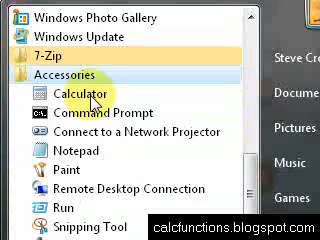 Windows Photo Gallery
Windows Update
7-Zip
Accessories
Calculator
Command Prompt
Connect to a Network Projector
Notepad
Paint
Remote Desktop Connection
Run
Snipping Tool
Steve Cro
Docume
Pictures
Music
Games
calcfunctions.blogspot.com